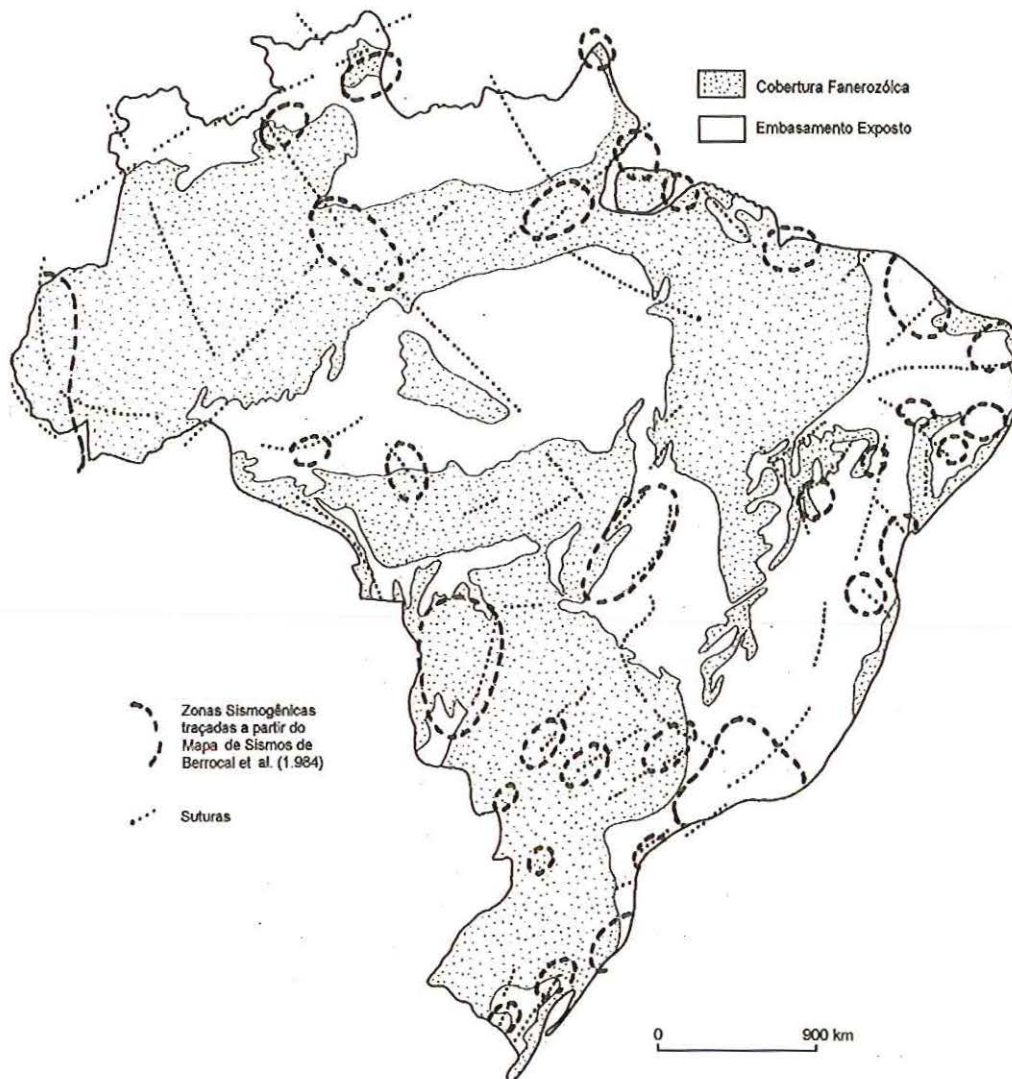 Cobertura Fanerozóica
Embasamento Exposto
Zonas Sismogênicas
traçadas a partir do
Mapa de Sismos de
Berrocal et al. (1.984)
Suturas
0 900 km